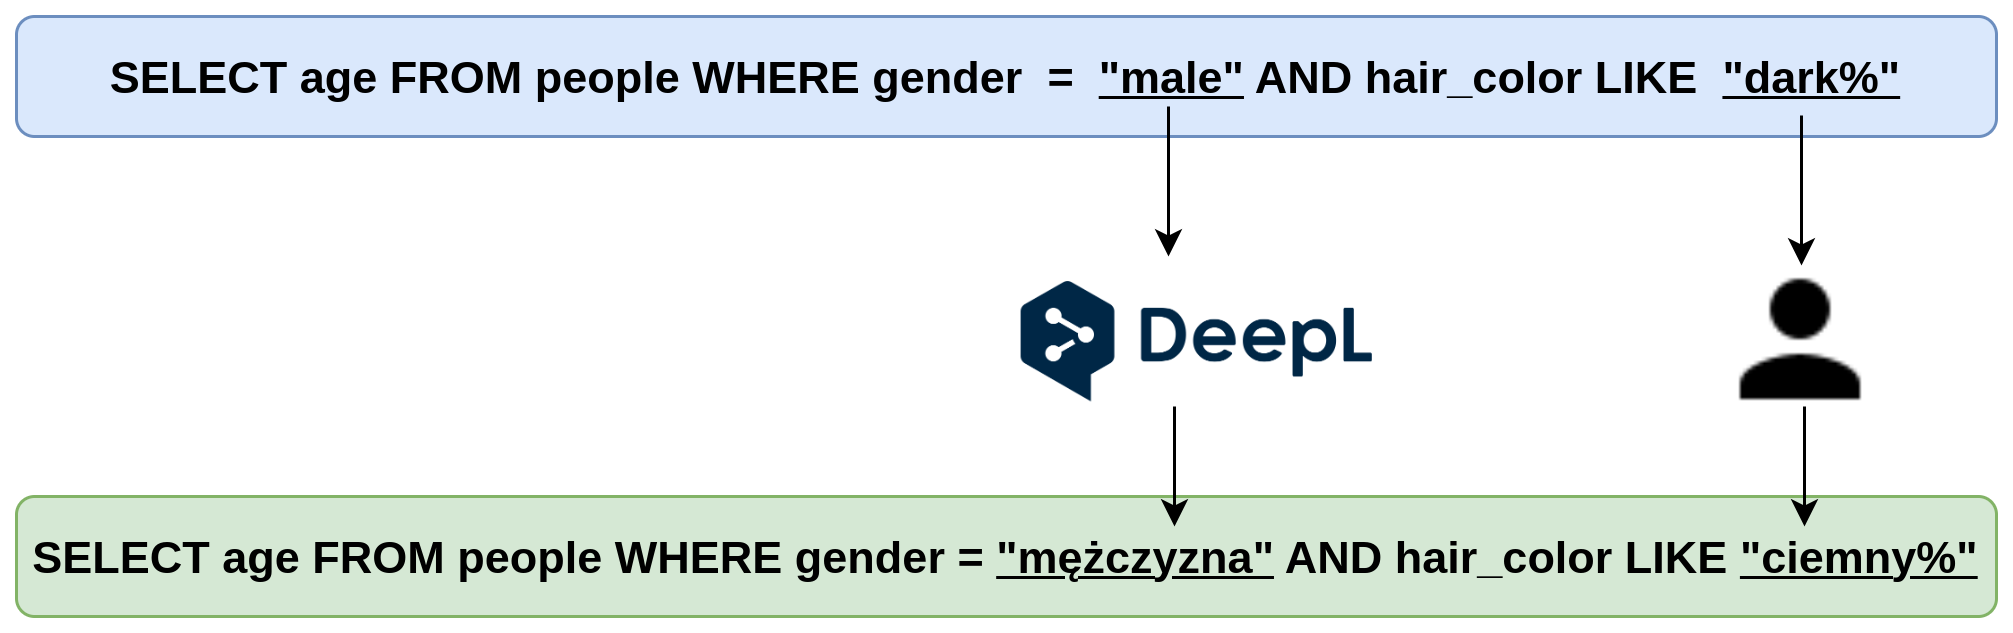 SELECT age FROM people WHERE gender = "male" AND hair_color LIKE "dark%"
DeepL
SELECT age FROM people WHERE gender = "mężczyzna" AND hair_color LIKE "ciemny%"